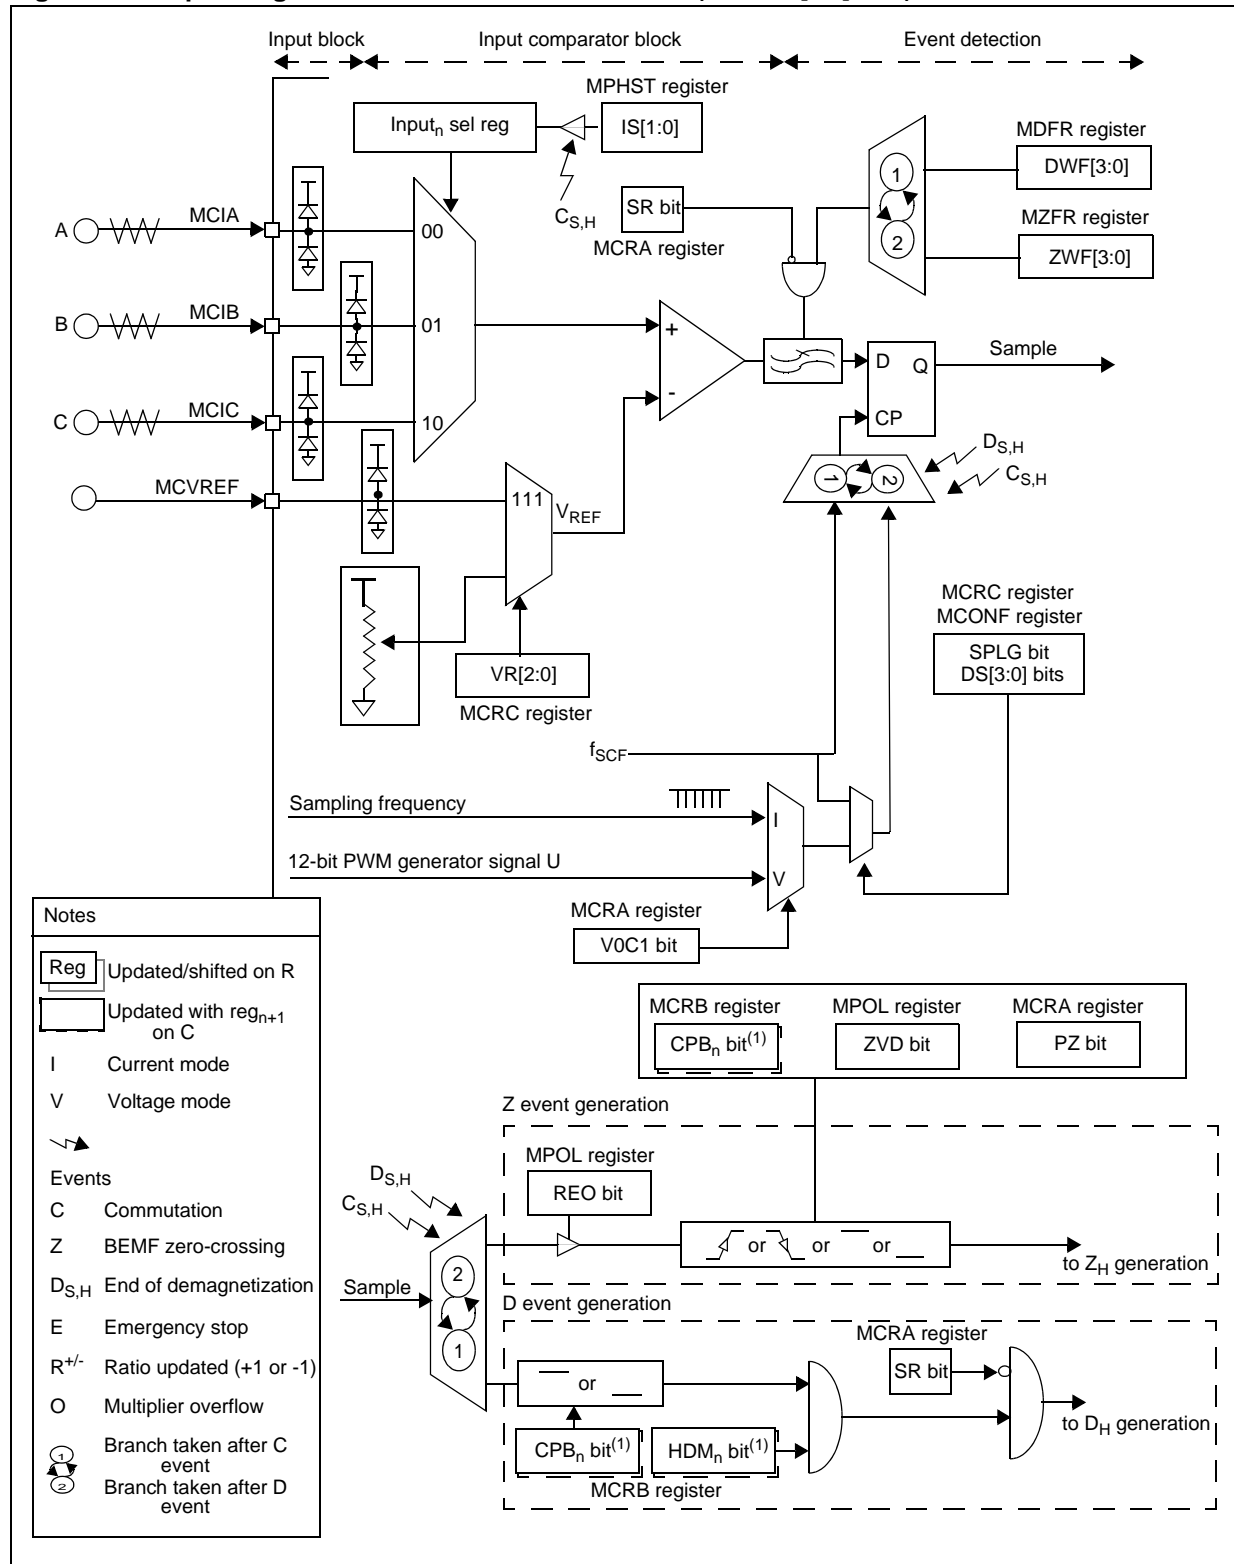 Input block
Input comparator block
Event detection
MPHST register
Input_n sel reg
IS[1:0]
C_S,H
MDFR register
DWF[3:0]
MZFR register
ZWF[3:0]
SR bit
MCRA register
1
2
A
MCIA
00
B
MCIB
01
C
MCIC
10
MCVREF
111
V_REF
+
-
D
Q
CP
Sample
1
2
D_S,H
C_S,H
VR[2:0]
MCRC register
MCRC register
MCONF register
SPLG bit
DS[3:0] bits
f_SCF
Sampling frequency
I
12-bit PWM generator signal U
V
MCRA register
V0C1 bit
Notes
Reg Updated/shifted on R
Updated with reg_n+1
on C
I Current mode
V Voltage mode
Events
C Commutation
Z BEMF zero-crossing
D_S,H End of demagnetization
E Emergency stop
R^+/- Ratio updated (+1 or -1)
O Multiplier overflow
1 Branch taken after C
event
2 Branch taken after D
event
MCRB register
CPB_n bit^(1)
MPOL register
ZVD bit
MCRA register
PZ bit
Z event generation
MPOL register
REO bit
D_S,H
C_S,H
or or or
to Z_H generation
Sample
2
1
D event generation
MCRA register
SR bit
or
to D_H generation
CPB_n bit^(1)
HDM_n bit^(1)
MCRB register